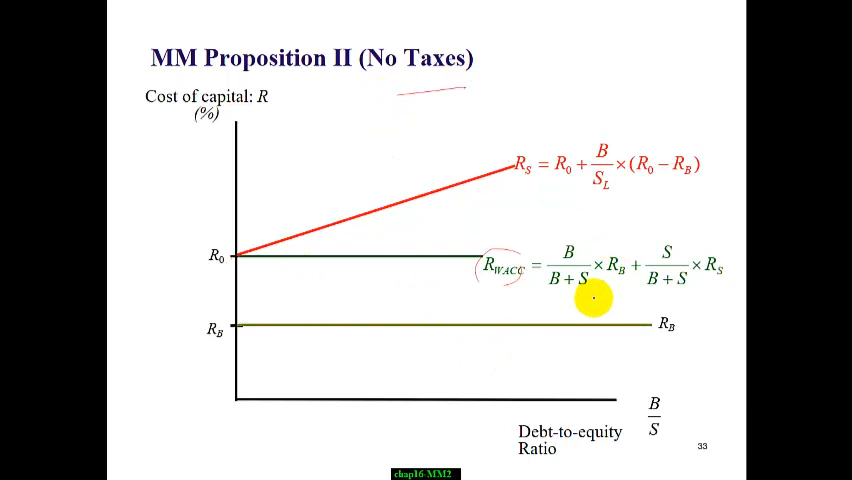 MM Proposition II (No Taxes)
Cost of capital: R
(%)
R_S = R_0 + B/S_L × (R_0 − R_B)
R_0
R_WACC = B/(B+S) × R_B + S/(B+S) × R_S
R_B
R_B
B/S
Debt-to-equity
Ratio
33
chap16-MM2